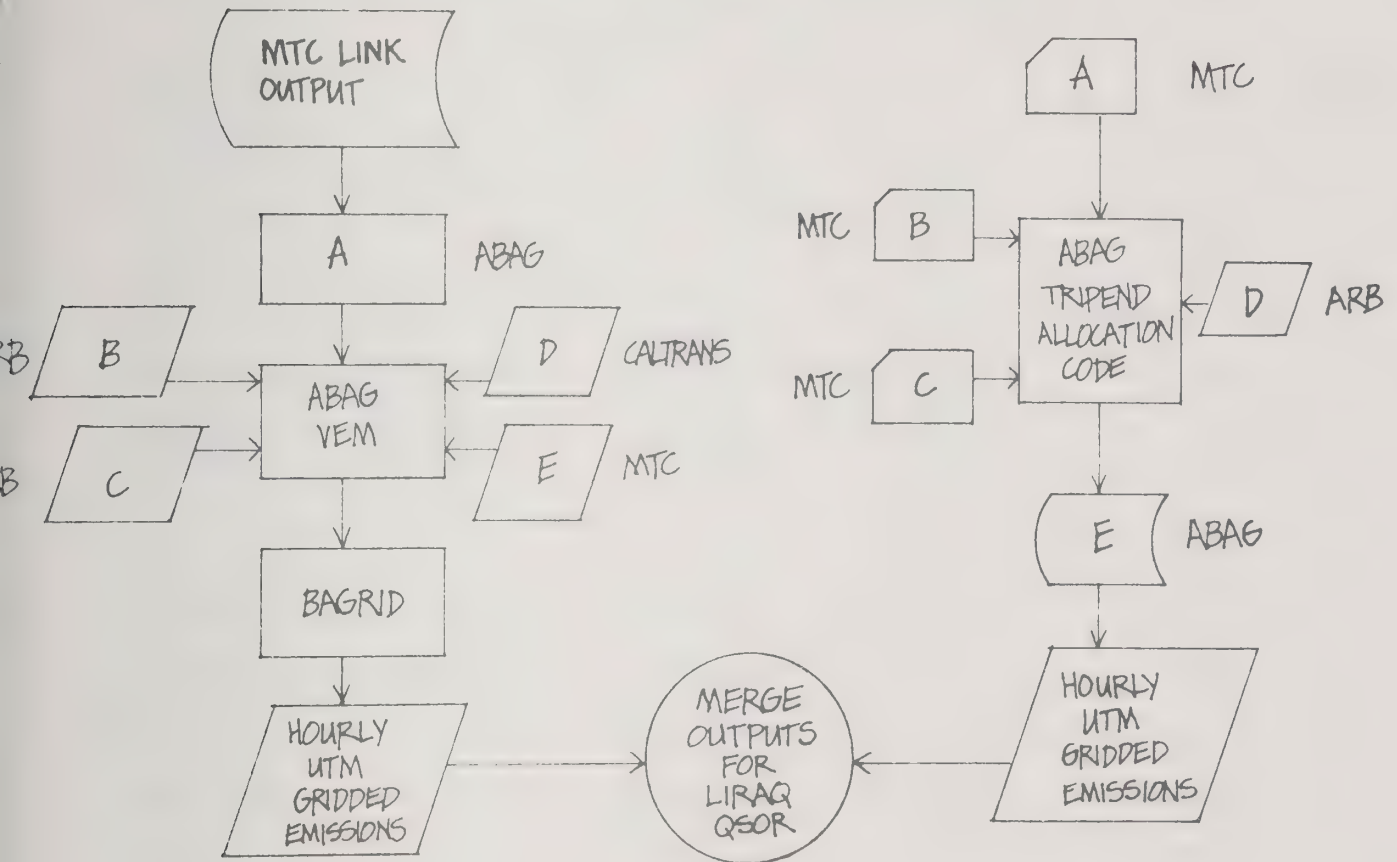 MTC LINK
OUTPUT
A
ABAG
B
C
ABAG
VEM
D
CALTRANS
E
MTC
BAGRID
HOURLY
UTM
GRIDDED
EMISSIONS
MERGE
OUTPUTS
FOR
LIRAQ
QSOR
A
MTC
MTC
B
MTC
C
ABAG
TRIPEND
ALLOCATION
CODE
D
ARB
E
ABAG
HOURLY
UTM
GRIDDED
EMISSIONS